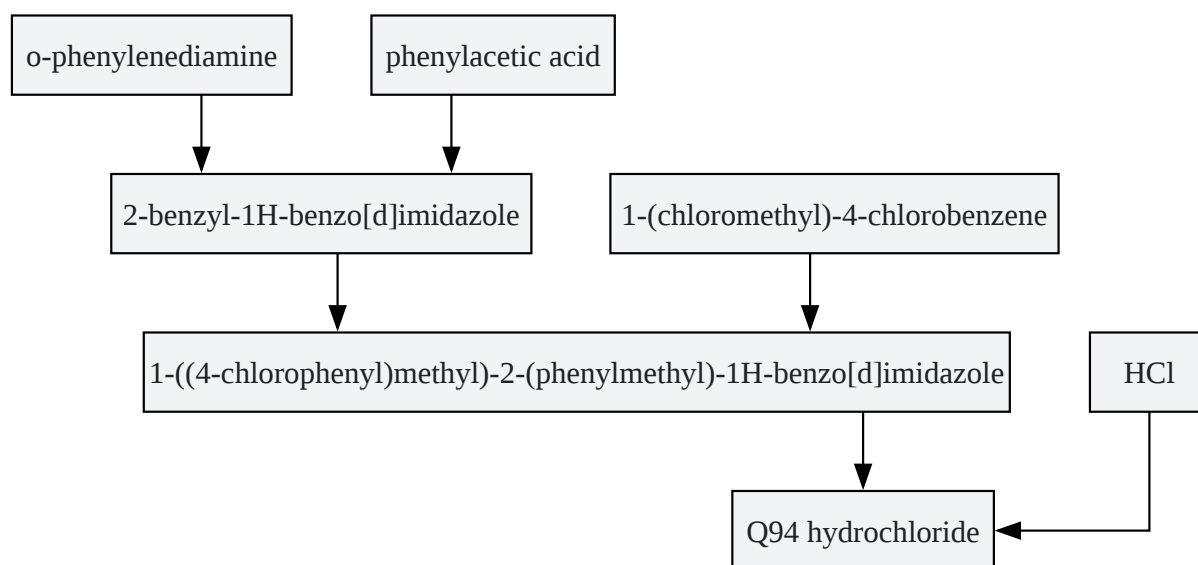 o-phenylenediamine
phenylacetic acid
2-benzyl-1H-benzo[d]imidazole
1-(chloromethyl)-4-chlorobenzene
1-((4-chlorophenyl)methyl)-2-(phenylmethyl)-1H-benzo[d]imidazole
HCl
Q94 hydrochloride